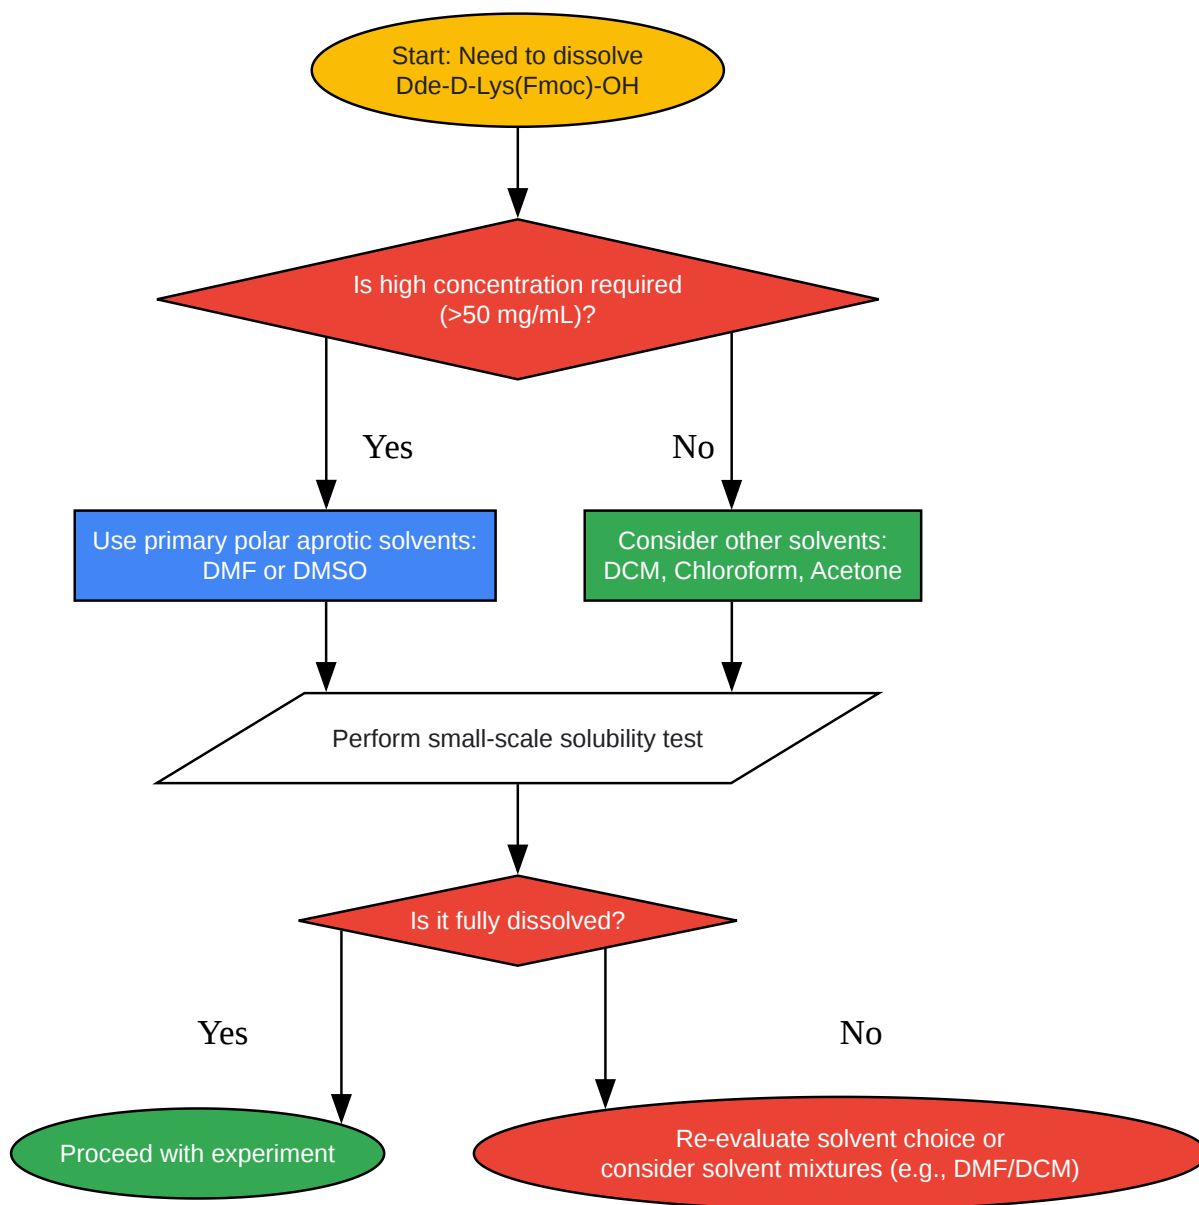 Start: Need to dissolve
Dde-D-Lys(Fmoc)-OH
Is high concentration required
(>50 mg/mL)?
Yes
No
Use primary polar aprotic solvents:
DMF or DMSO
Consider other solvents:
DCM, Chloroform, Acetone
Perform small-scale solubility test
Is it fully dissolved?
Yes
No
Proceed with experiment
Re-evaluate solvent choice or
consider solvent mixtures (e.g., DMF/DCM)